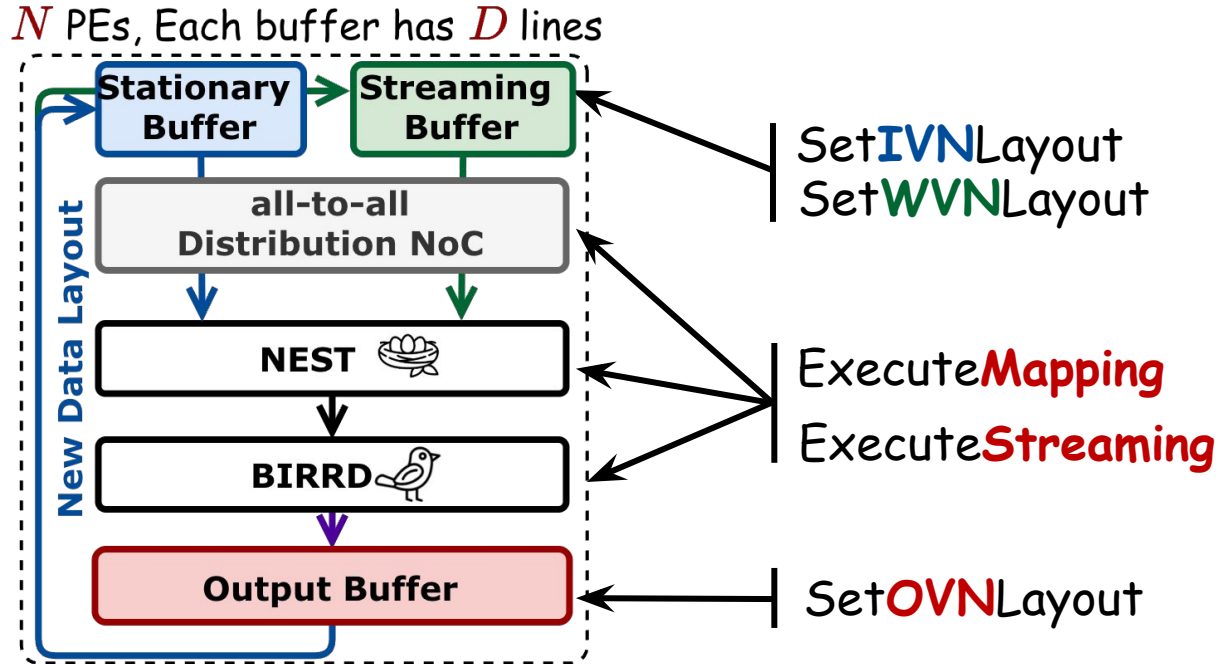 N PEs, Each buffer has D lines
Stationary
Buffer
Streaming
Buffer
all-to-all
Distribution NoC
New Data Layout
NEST
BIRRD
Output Buffer
SetIVNLayout
SetWVNLayout
ExecuteMapping
ExecuteStreaming
SetOVNLayout